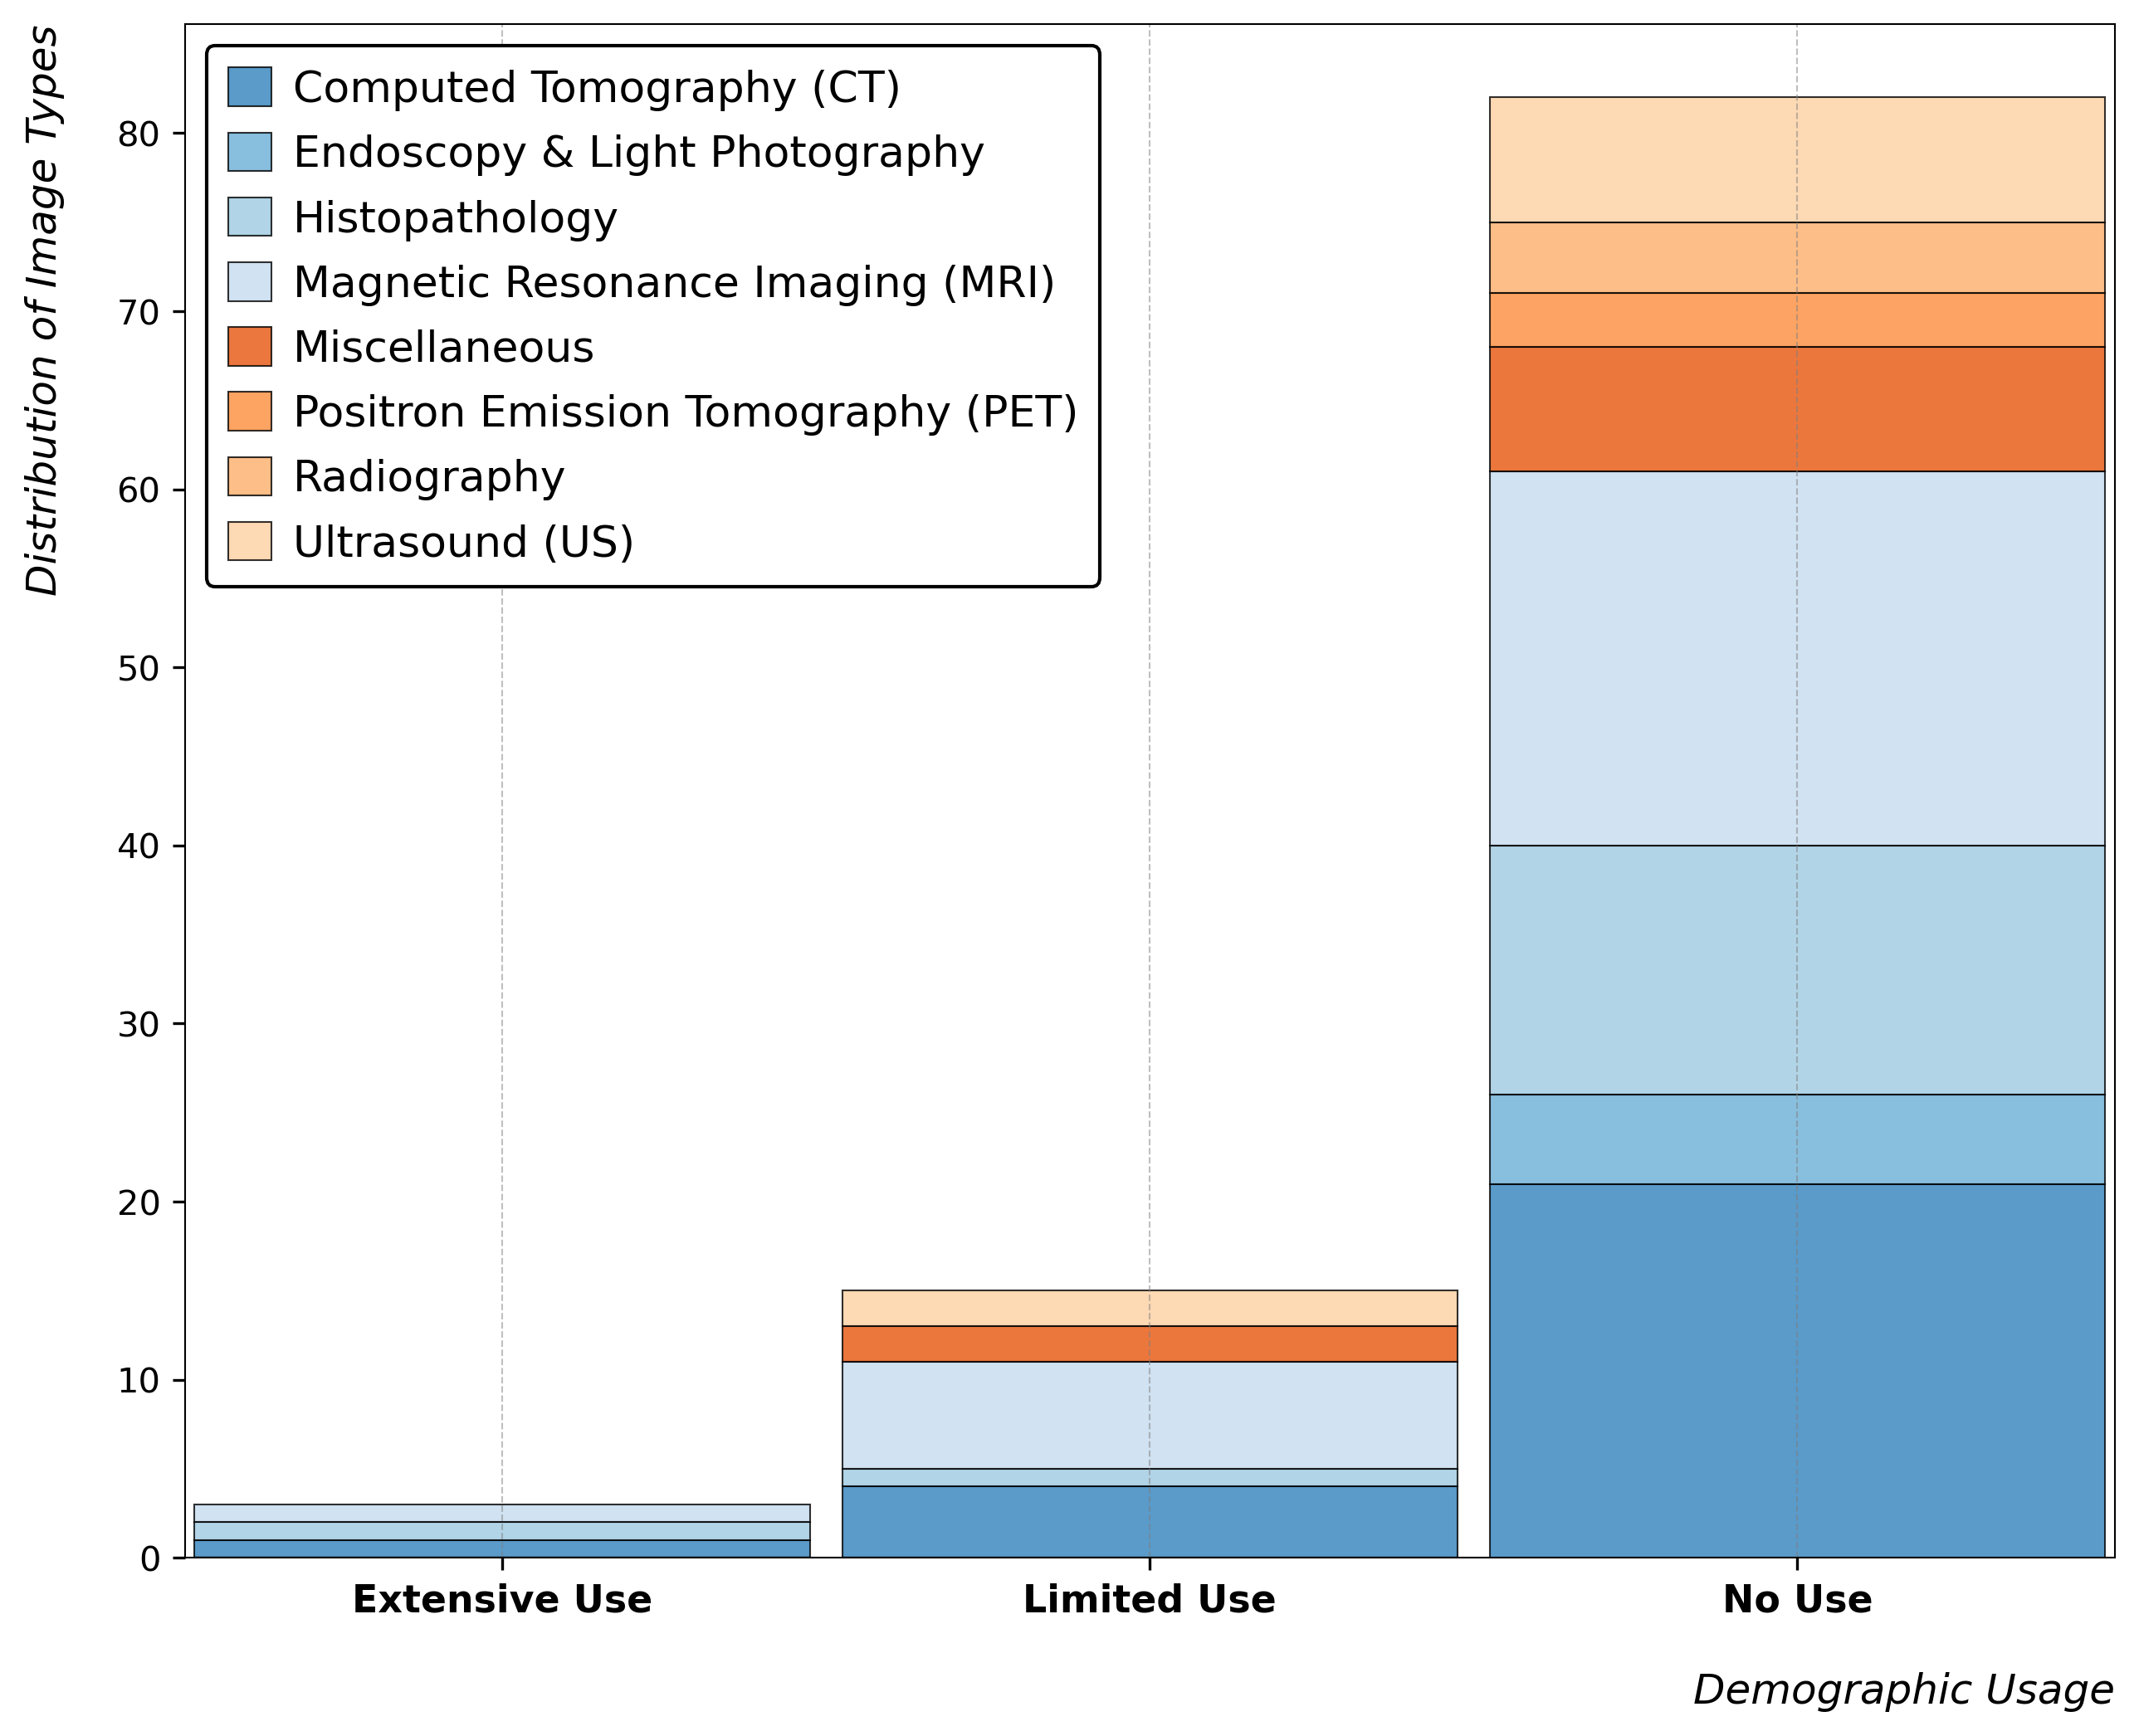 Distribution of Image Types
Computed Tomography (CT)
Endoscopy & Light Photography
Histopathology
Magnetic Resonance Imaging (MRI)
Miscellaneous
Positron Emission Tomography (PET)
Radiography
Ultrasound (US)
80
70
60
50
40
30
20
10
0
Extensive Use
Limited Use
No Use
Demographic Usage